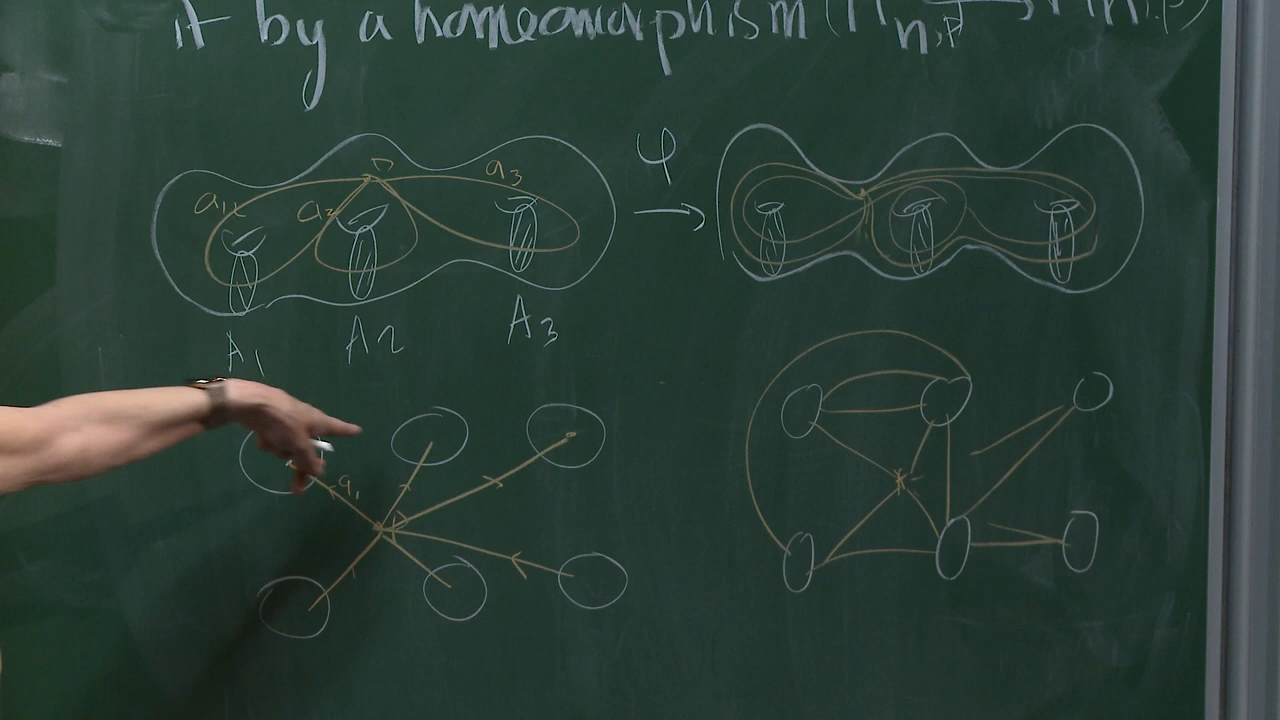 it by a homeomorphism (
n,p
φ
a₁ a₂ a₃
A₁ A₂ A₃
a₁